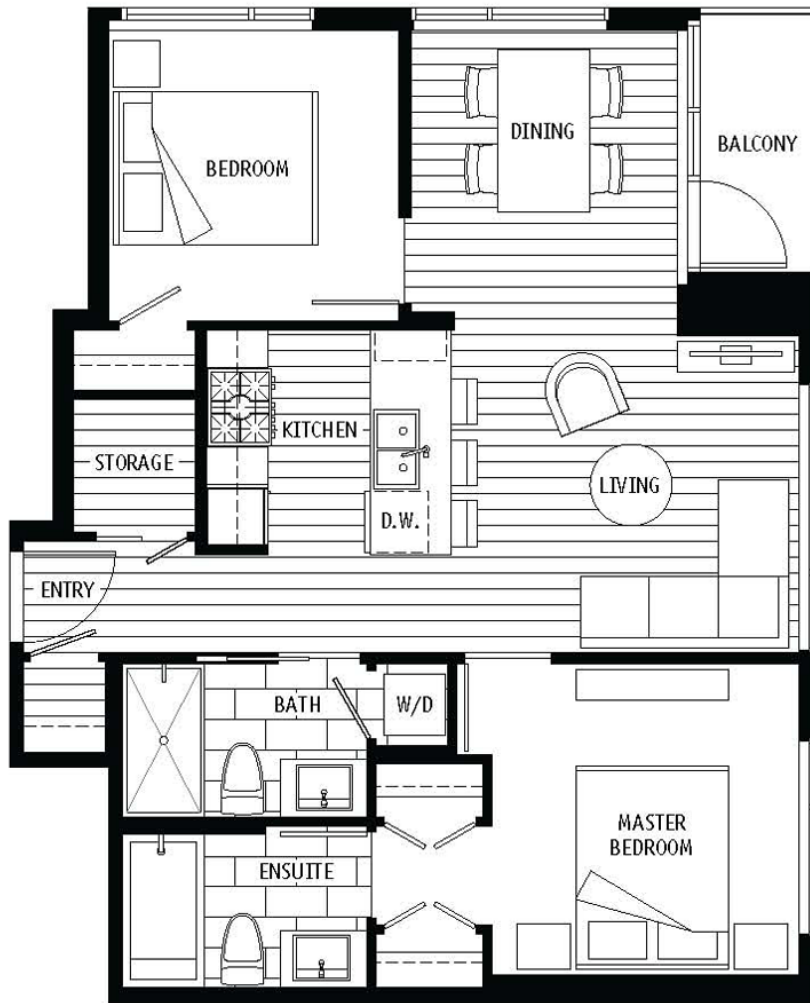 DINING
BALCONY
BEDROOM
KITCHEN
STORAGE
LIVING
D.W.
ENTRY
BATH
W/D
MASTER
BEDROOM
ENSUITE